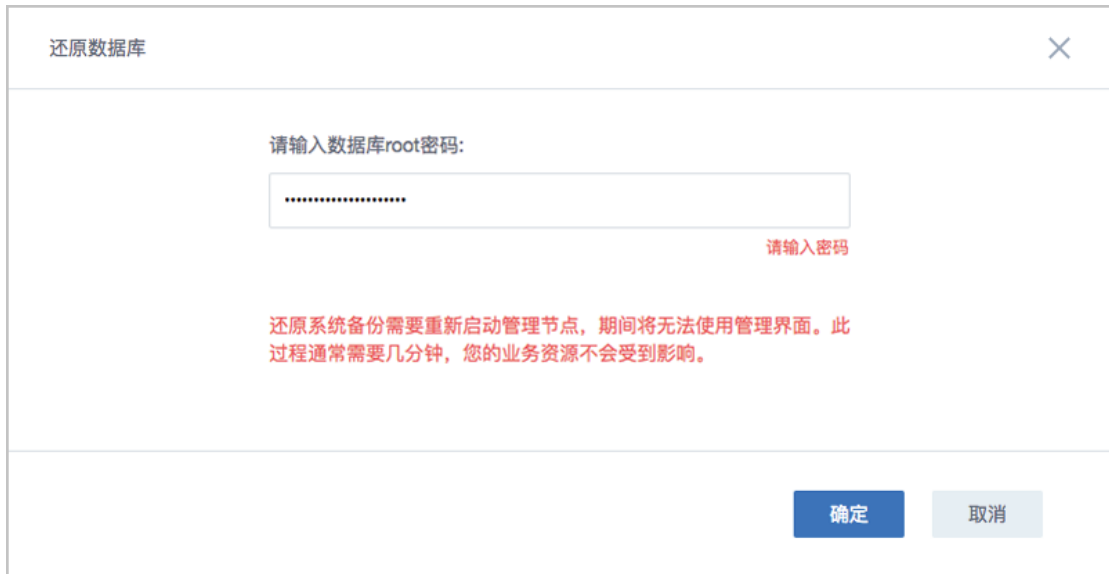 还原数据库
请输入数据库root密码:
•••••••••••••••••••••
请输入密码
还原系统备份需要重新启动管理节点，期间将无法使用管理界面。此
过程通常需要几分钟，您的业务资源不会受到影响。
确定
取消